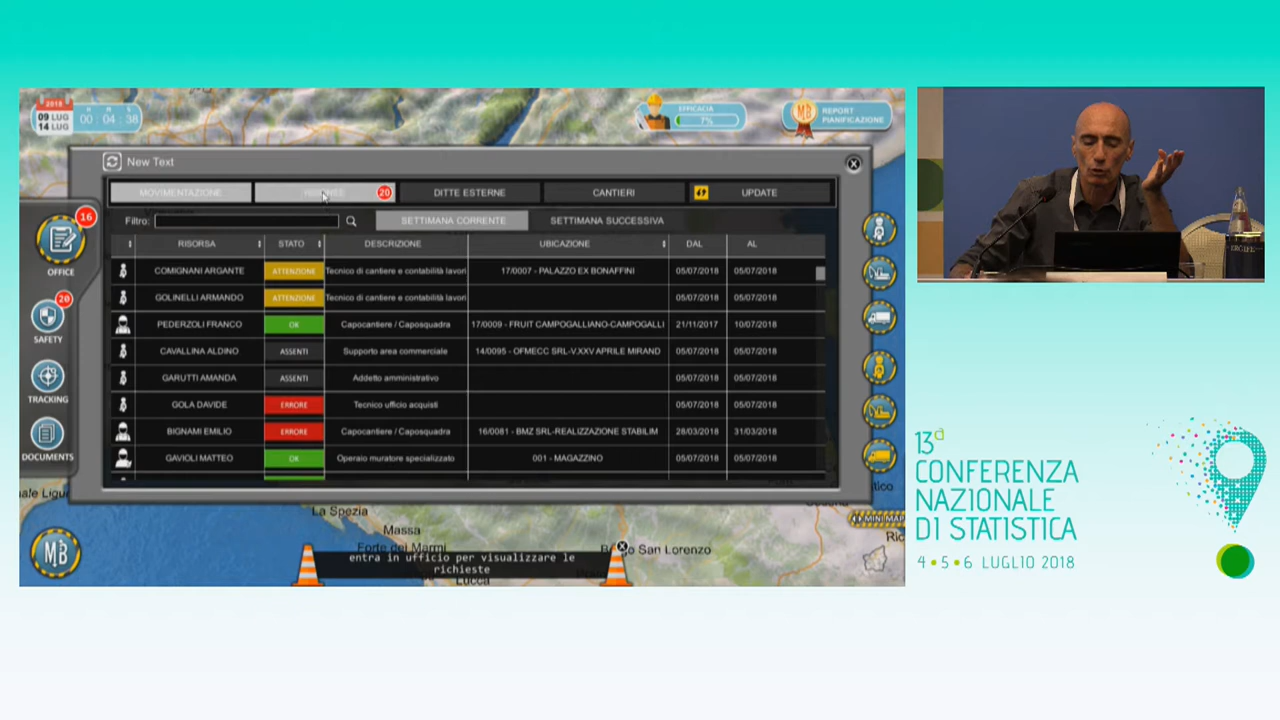 2018
09 LUG
14 LUG
H M S
00 : 04 : 38
EFFICACIA
7%
MB
REPORT
PIANIFICAZIONE
New Text
MOVIMENTAZIONE
20
DITTE ESTERNE
CANTIERI
UPDATE
Filtro:
SETTIMANA CORRENTE
SETTIMANA SUCCESSIVA
RISORSA STATO DESCRIZIONE UBICAZIONE DAL AL
COMIGNANI ARGANTE ATTENZIONE Tecnico di cantiere e contabilità lavori 17/0007 - PALAZZO EX BONAFFINI 05/07/2018 05/07/2018
GOLINELLI ARMANDO ATTENZIONE Tecnico di cantiere e contabilità lavori 05/07/2018 05/07/2018
PEDERZOLI FRANCO OK Capocantiere / Caposquadra 17/0009 - FRUIT CAMPOGALLIANO-CAMPOGALLI 21/11/2017 10/07/2018
CAVALLINA ALDINO ASSENTI Supporto area commerciale 14/0095 - OFMECC SRL-V.XXV APRILE MIRAND 05/07/2018 05/07/2018
GARUTTI AMANDA ASSENTI Addetto amministrativo 05/07/2018 05/07/2018
GOLA DAVIDE ERRORE Tecnico ufficio acquisti 05/07/2018 05/07/2018
BIGNAMI EMILIO ERRORE Capocantiere / Caposquadra 16/0081 - BMZ SRL-REALIZZAZIONE STABILIM 28/03/2018 31/03/2018
GAVIOLI MATTEO OK Operaio muratore specializzato 001 - MAGAZZINO 05/07/2018 05/07/2018
16
OFFICE
20
SAFETY
TRACKING
DOCUMENTS
MB
La Spezia
Massa
Forte dei Marmi
San Lorenzo
Lucca
MINI MAP
entra in ufficio per visualizzare le
richieste
13ª
CONFERENZA
NAZIONALE
DI STATISTICA
4 • 5 • 6 LUGLIO 2018